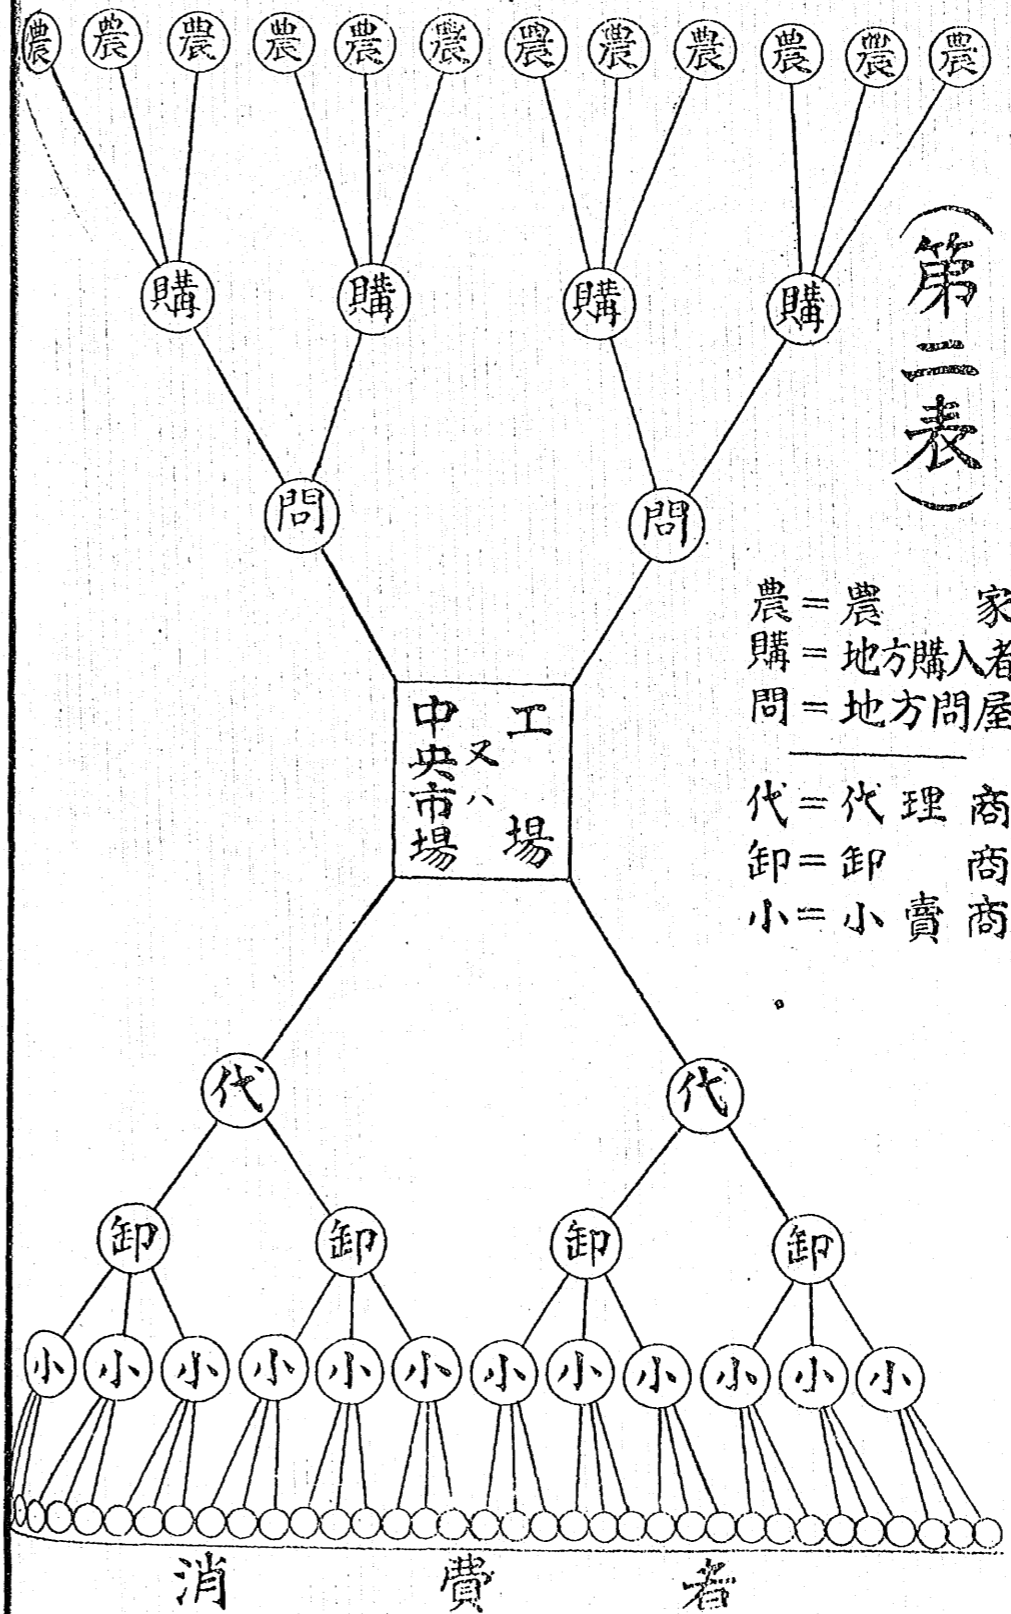 農 農 農 農 農 農 農 農 農 農 農 農
購 購 購 購
問 問
(第二表)
農=農家
購=地方購入者
問=地方問屋
代=代理商
卸=卸商
小=小賣商
工場
又ハ
中央市場
代 代
卸 卸 卸 卸
小 小 小 小 小 小 小 小 小 小 小 小
消費者